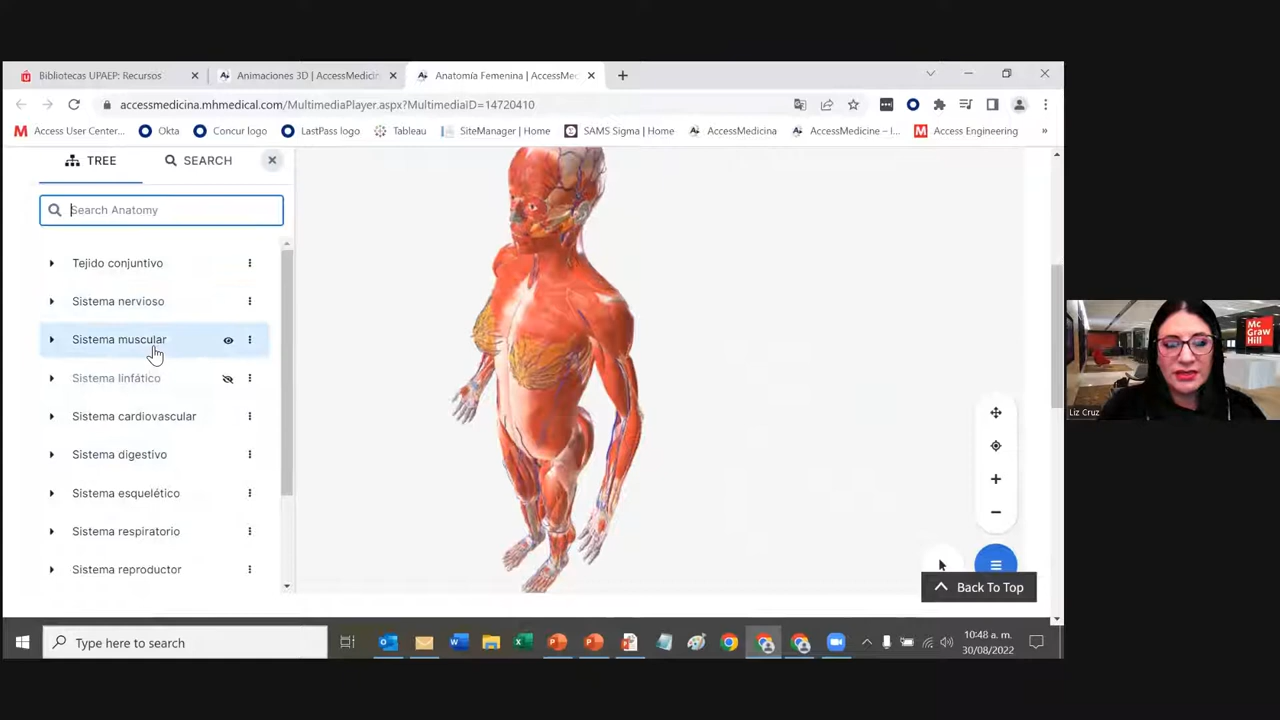 Bibliotecas UPAEP: Recursos
Animaciones 3D | AccessMedicin
Anatomía Femenina | AccessMed
accessmedicina.mhmedical.com/MultimediaPlayer.aspx?MultimediaID=14720410
Access User Center...
Okta
Concur logo
LastPass logo
Tableau
SiteManager | Home
SAMS Sigma | Home
AccessMedicina
AccessMedicine – I...
Access Engineering
TREE
SEARCH
Search Anatomy
Tejido conjuntivo
Sistema nervioso
Sistema muscular
Sistema linfático
Sistema cardiovascular
Sistema digestivo
Sistema esquelético
Sistema respiratorio
Sistema reproductor
Back To Top
Mc
Graw
Hill
Liz Cruz
Type here to search
10:48 a. m.
30/08/2022